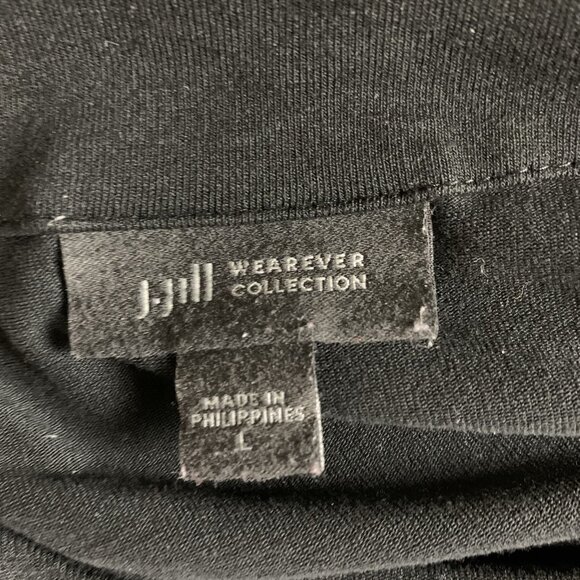 J.Jill WEAREVER
COLLECTION
MADE IN
PHILIPPINES
L